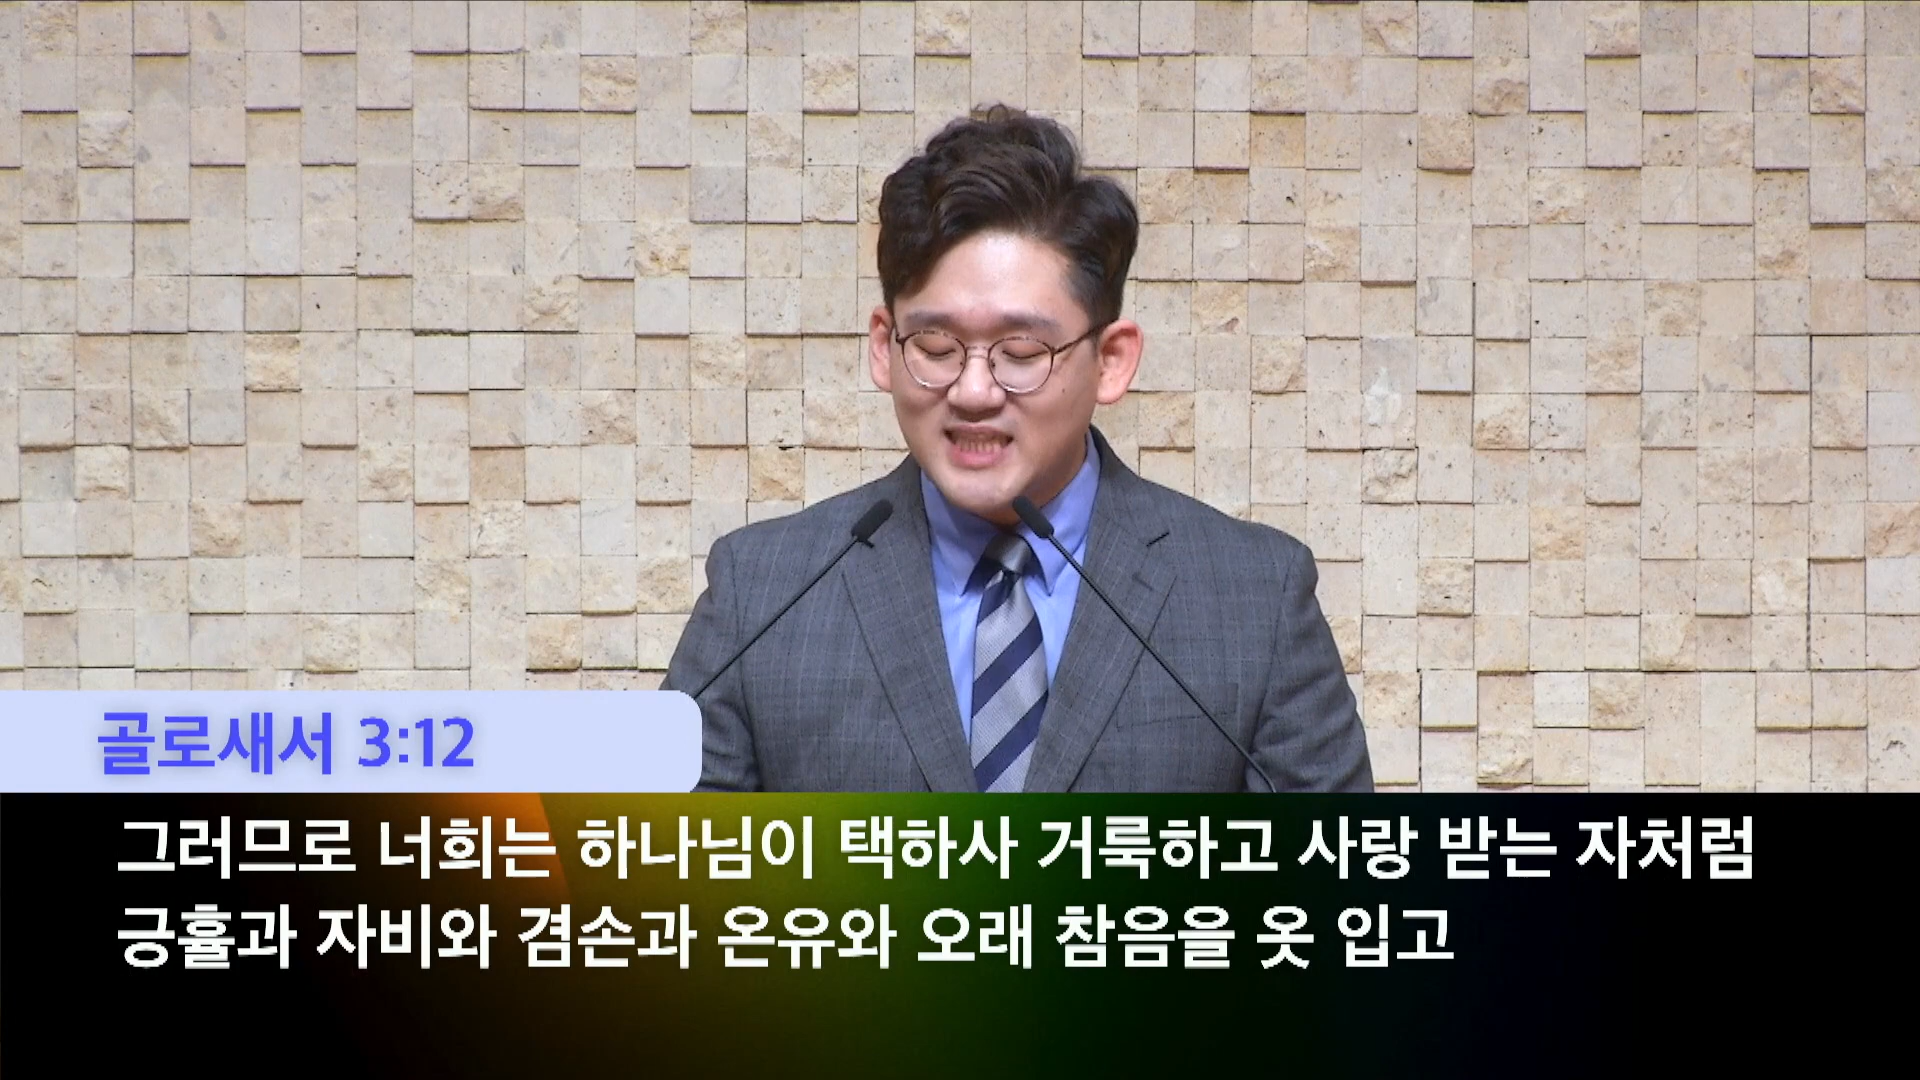 골로새서 3:12
그러므로 너희는 하나님이 택하사 거룩하고 사랑 받는 자처럼
긍휼과 자비와 겸손과 온유와 오래 참음을 옷 입고